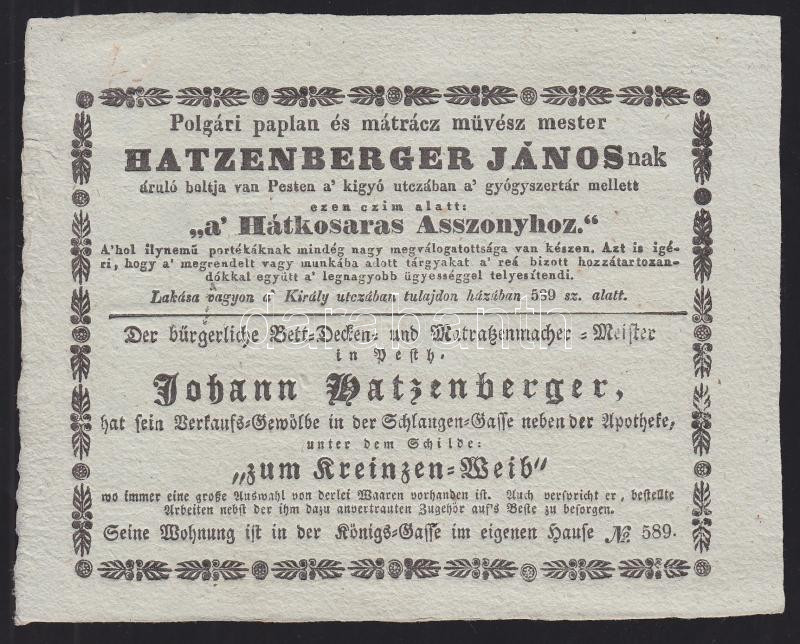 Polgári paplan és mátrácz müvész mester
HATZENBERGER JÁNOSnak
áruló boltja van Pesten a' kigyó utczában a' gyógyszertár mellett
ezen czim alatt:
„a' Hátkosaras Asszonyhoz.“
A'hol ilynemű portékáknak mindég nagy megválogatottsága van készen. Azt is igé-
ri, hogy a' megrendelt vagy munkába adott tárgyakat a' reá bizott hozzátartozan-
dókkal együtt a' legnagyobb ügyességgel telyesítendi.
Lakása vagyon a' Király utczában tulajdon házában 589 sz. alatt.
Der bürgerliche Bett-Decken- und Matratzenmacher-Meister
in Pesth,
Johann Hatzenberger,
hat sein Verkaufs-Gewölbe in der Schlangen-Gasse neben der Apotheke,
unter dem Schilde:
„zum Kreinzen-Weib“
wo immer eine große Auswahl von derlei Waaren vorhanden ist. Auch verspricht er, bestellte
Arbeiten nebst der ihm dazu anvertrauten Zugehör auf's Beste zu besorgen.
Seine Wohnung ist in der Königs-Gasse im eigenen Hause № 589.
darabanth